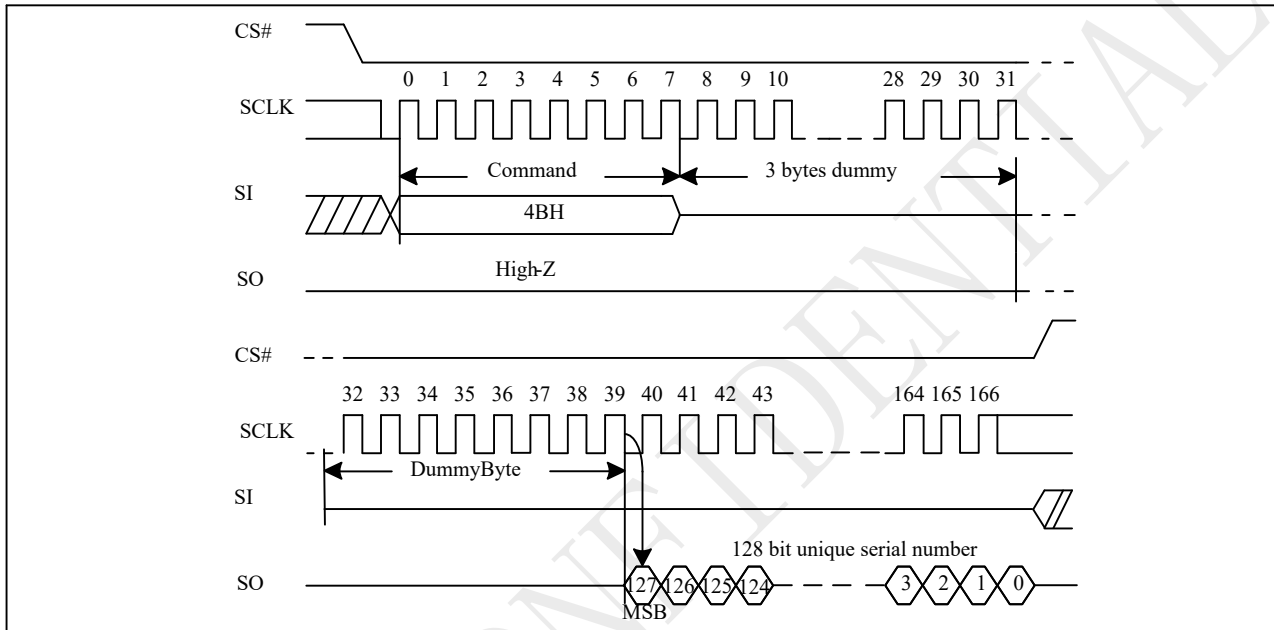 CS#
0 1 2 3 4 5 6 7 8 9 10 28 29 30 31
SCLK
Command 3 bytes dummy
SI
4BH
High-Z
SO
CS#
32 33 34 35 36 37 38 39 40 41 42 43 164 165 166
SCLK
DummyByte
SI
128 bit unique serial number
SO
127 126 125 124 3 2 1 0
MSB